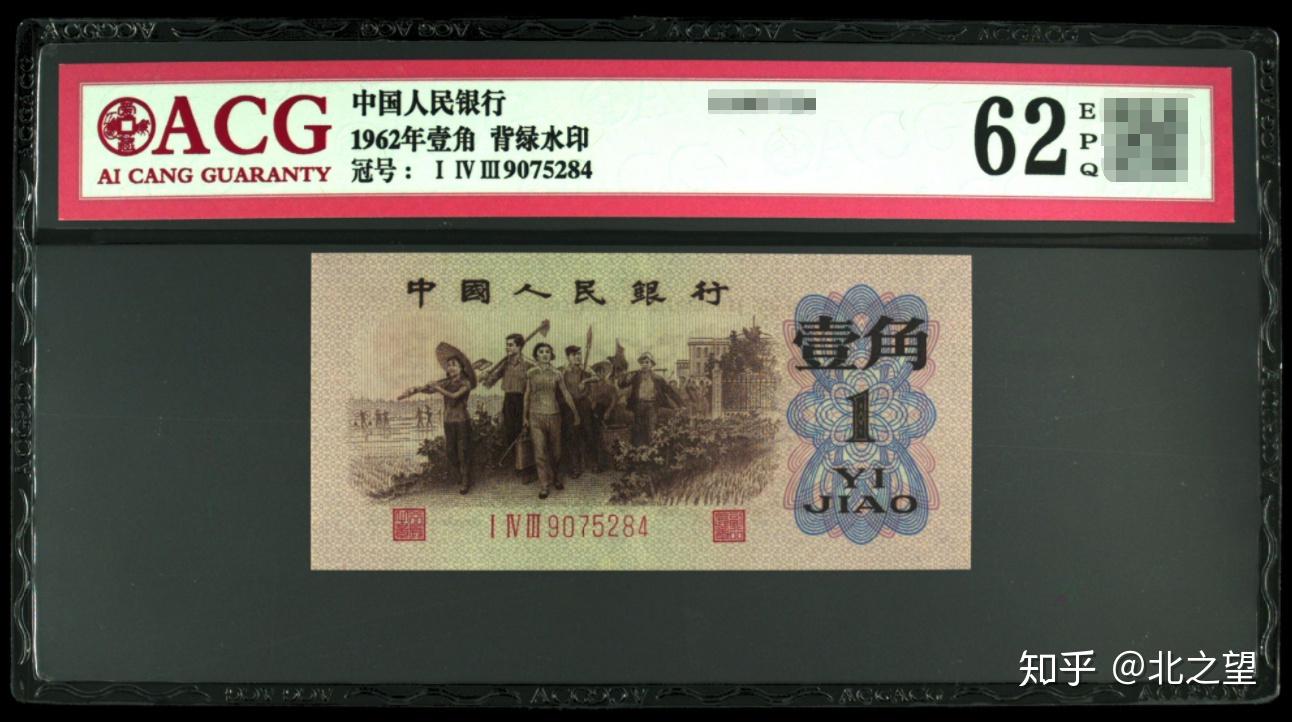 ACG
AI CANG GUARANTY
中国人民银行
1962年壹角 背绿水印
冠号： I IV III 9075284
62
E
P
Q
中國人民銀行
壹角
1
YI
JIAO
I IV III 9075284
知乎 @北之望